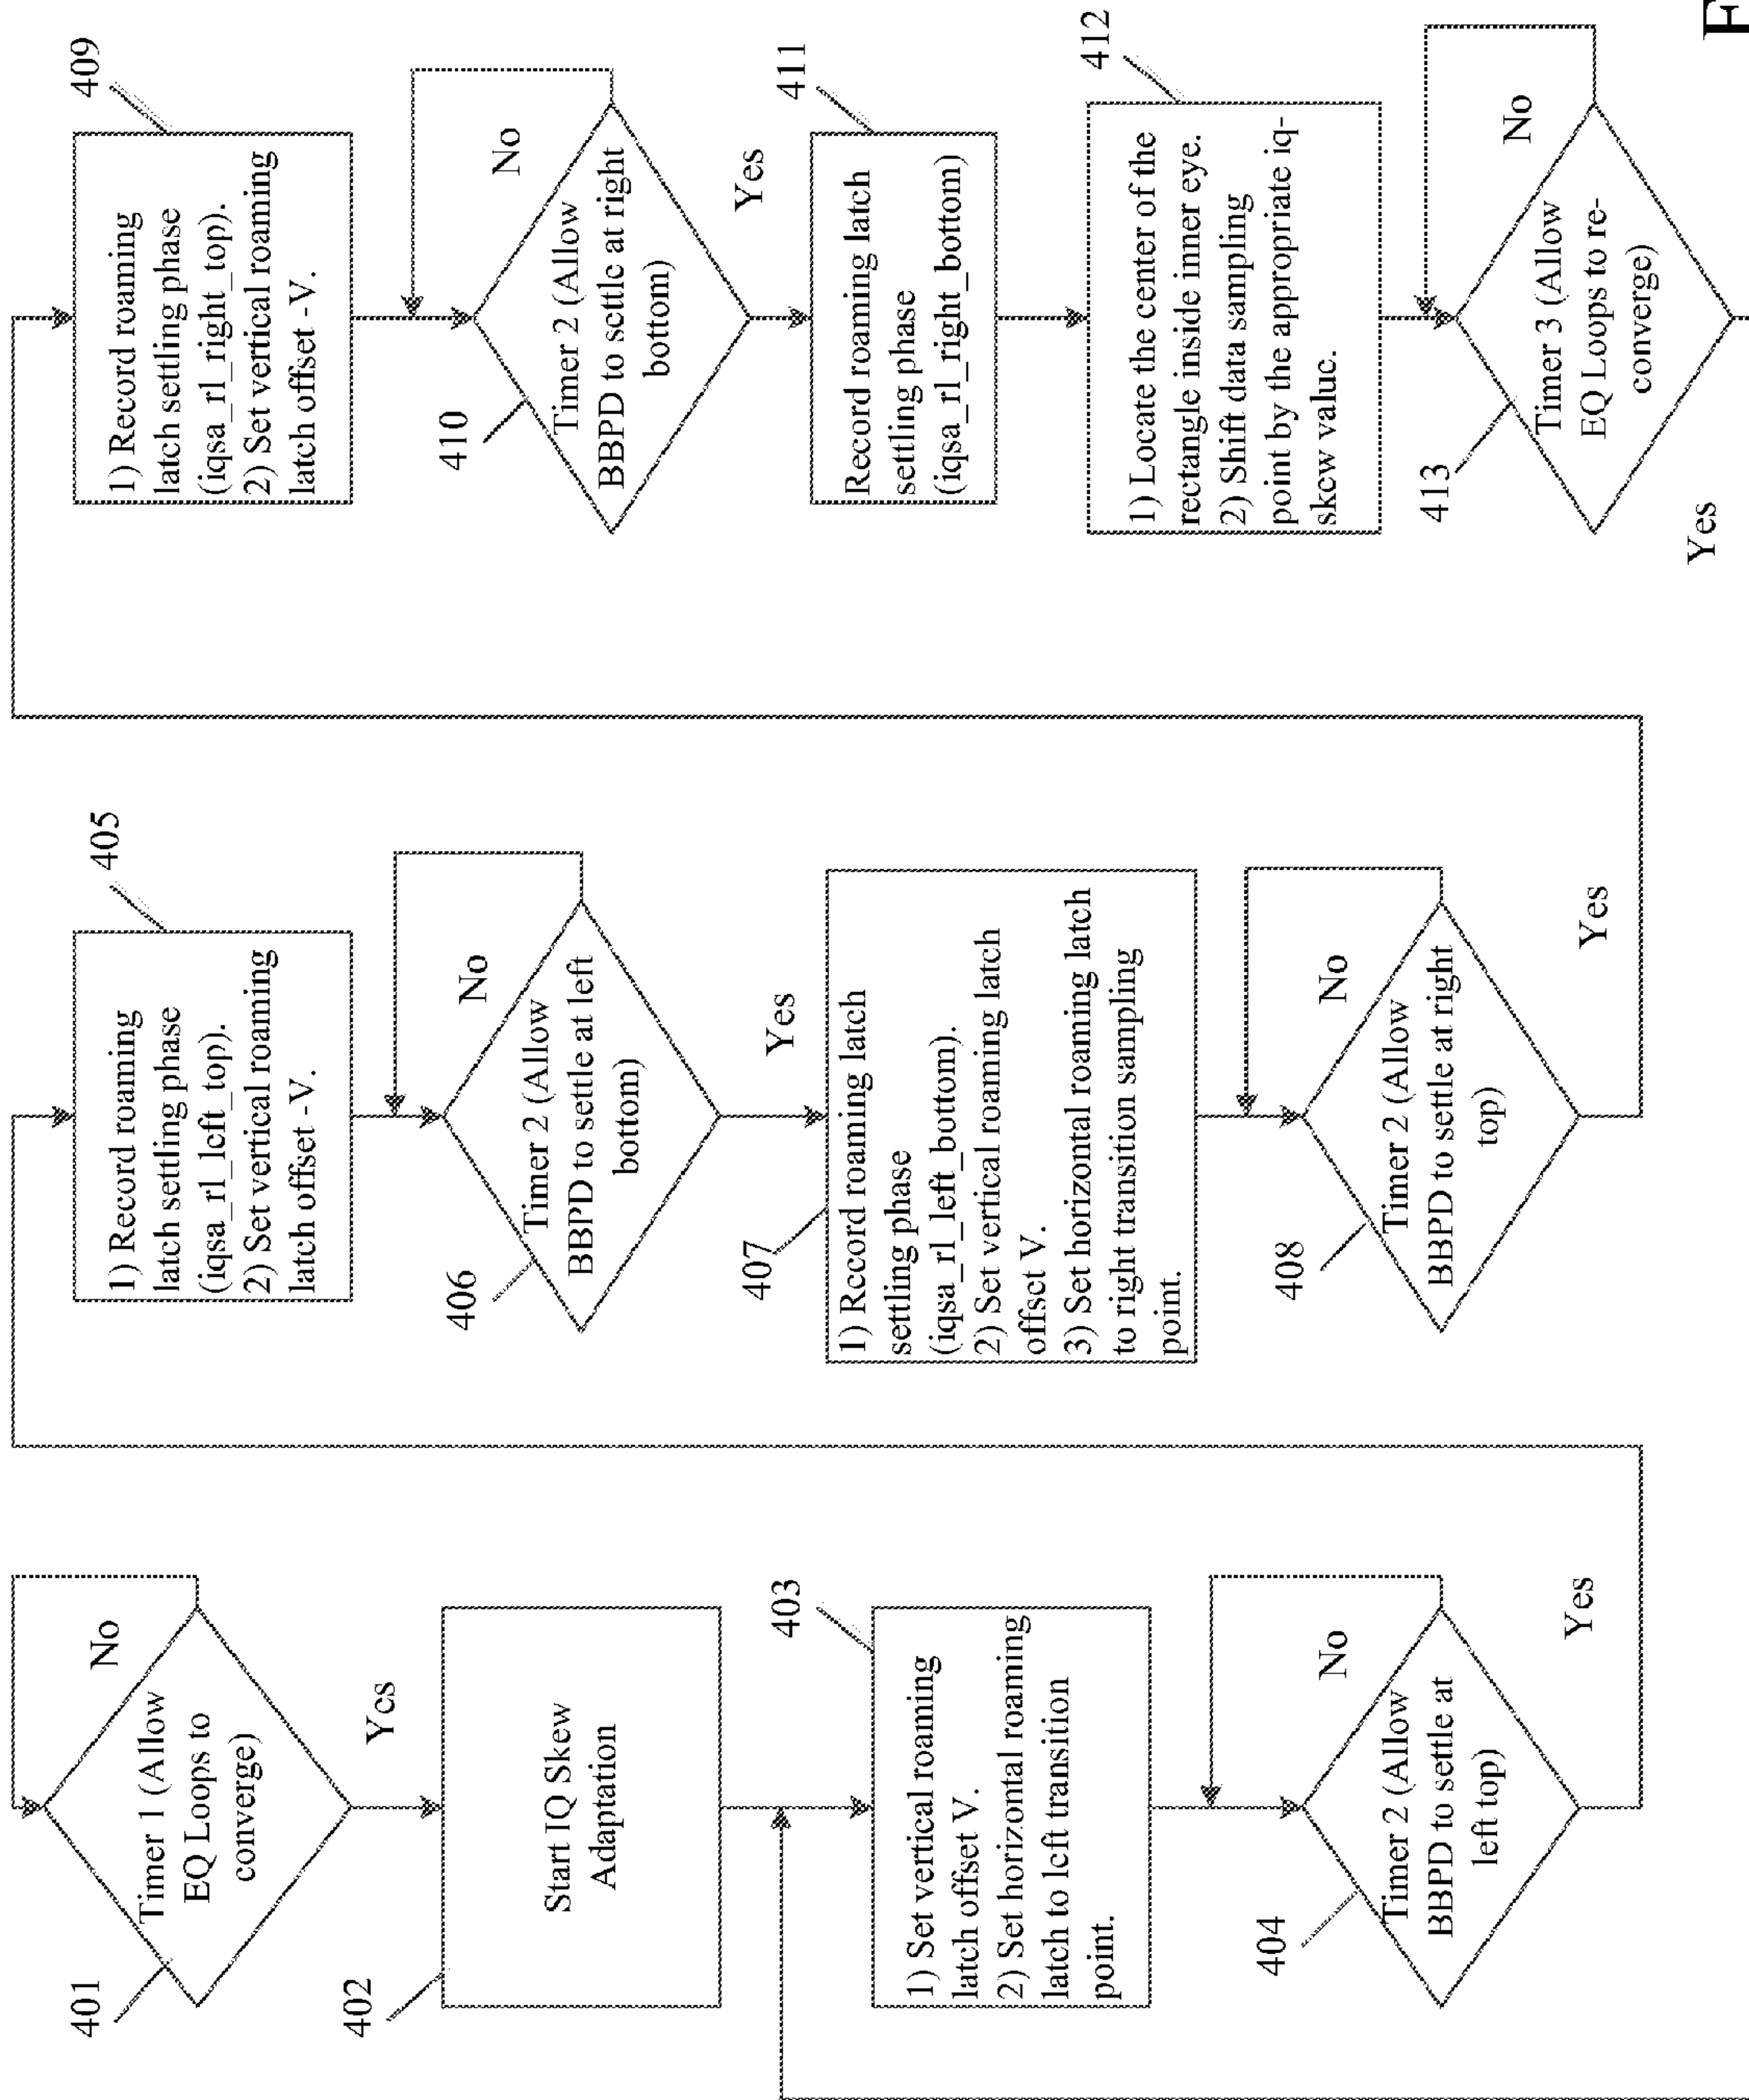 401
Timer 1 (Allow
EQ Loops to
converge)
No
Yes
402
Start IQ Skew
Adaptation
403
1) Set vertical roaming
latch offset V.
2) Set horizontal roaming
latch to left transition
point.
404
Timer 2 (Allow
BBPD to settle at
left top)
No
Yes
405
1) Record roaming
latch settling phase
(iqsa_rl_left_top).
2) Set vertical roaming
latch offset -V.
406
Timer 2 (Allow
BBPD to settle at left
bottom)
No
Yes
407
1) Record roaming latch
settling phase
(iqsa_rl_left_bottom).
2) Set vertical roaming latch
offset V.
3) Set horizontal roaming latch
to right transition sampling
point.
408
Timer 2 (Allow
BBPD to settle at right
top)
No
Yes
409
1) Record roaming
latch settling phase
(iqsa_rl_right_top).
2) Set vertical roaming
latch offset -V.
410
Timer 2 (Allow
BBPD to settle at right
bottom)
No
Yes
411
Record roaming latch
settling phase
(iqsa_rl_right_bottom)
412
1) Locate the center of the
rectangle inside inner eye.
2) Shift data sampling
point by the appropriate iq-
skew value.
413
Timer 3 (Allow
EQ Loops to re-
converge)
No
Yes